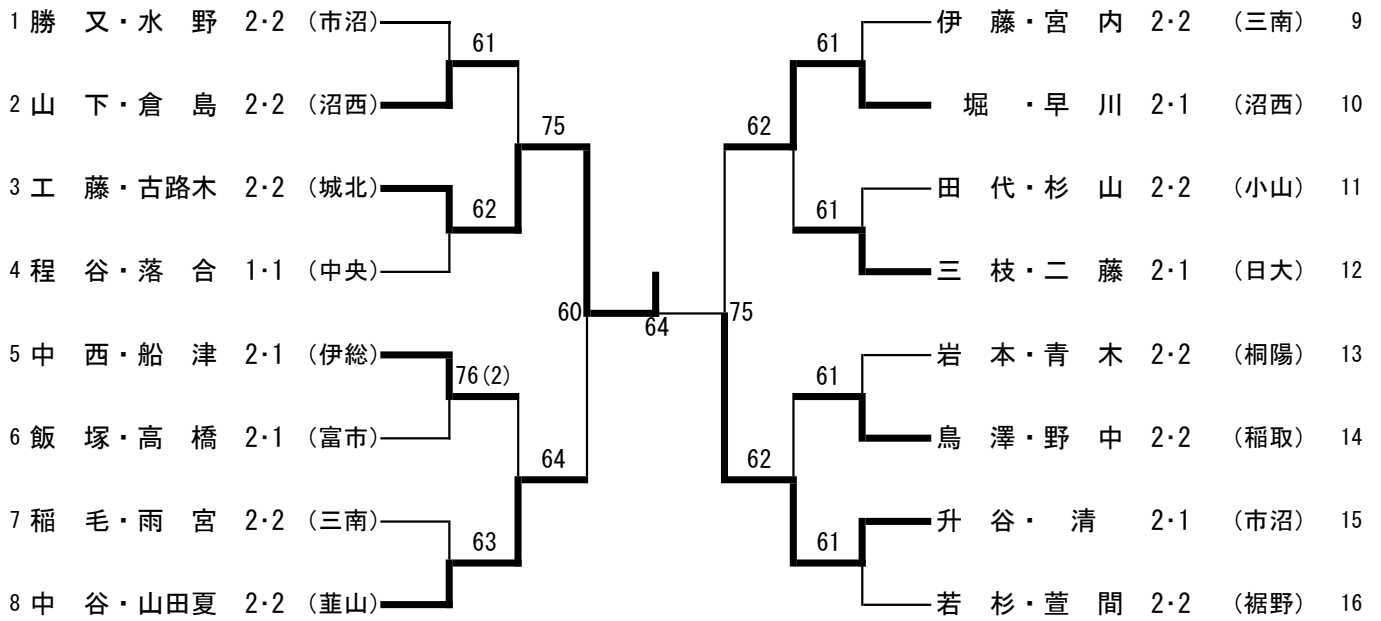 1 勝 又・水 野 2・2 (市沼)
61
2 山 下・倉 島 2・2 (沼西)
75
3 工 藤・古路木 2・2 (城北)
62
4 程 谷・落 合 1・1 (中央)
60
5 中 西・船 津 2・1 (伊総)
76(2)
6 飯 塚・高 橋 2・1 (富市)
64
7 稲 毛・雨 宮 2・2 (三南)
63
8 中 谷・山田夏 2・2 (韮山)
64
伊 藤・宮 内 2・2 (三南) 9
61
堀 ・早 川 2・1 (沼西) 10
62
田 代・杉 山 2・2 (小山) 11
61
三 枝・二 藤 2・1 (日大) 12
75
岩 本・青 木 2・2 (桐陽) 13
61
鳥 澤・野 中 2・2 (稲取) 14
62
升 谷・ 清 2・1 (市沼) 15
61
若 杉・萱 間 2・2 (裾野) 16